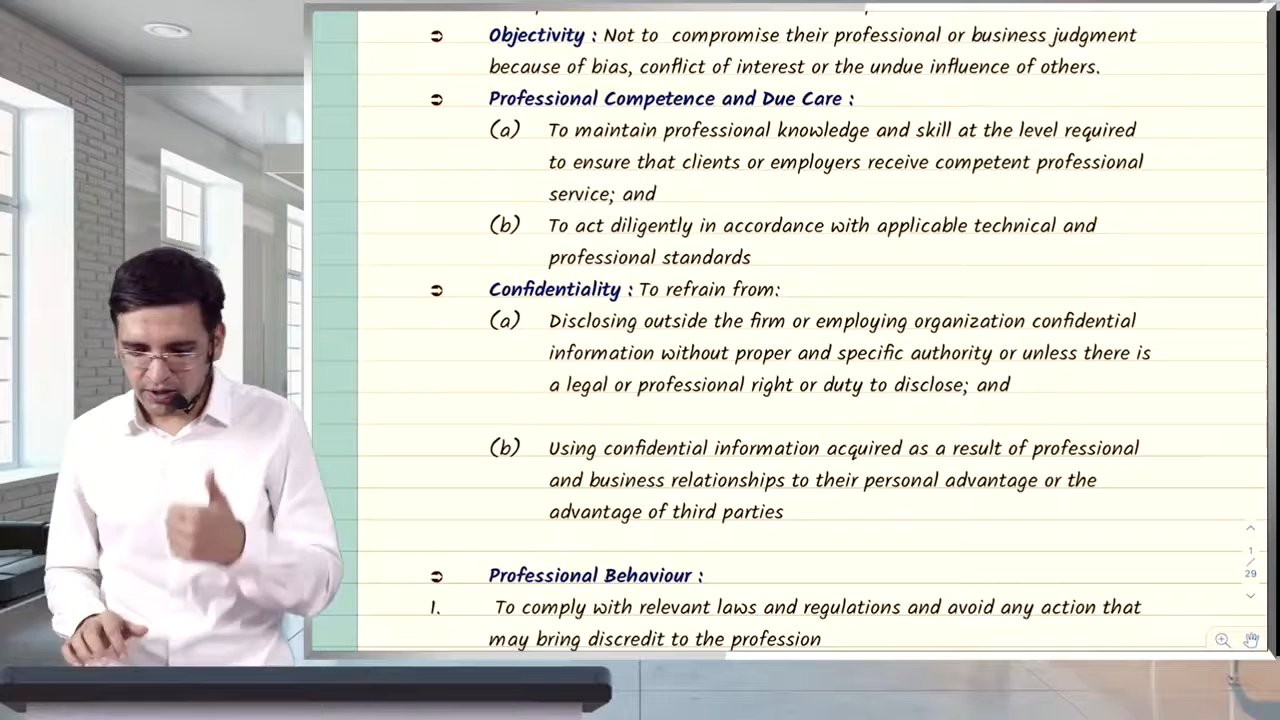 Objectivity : Not to compromise their professional or business judgment
because of bias, conflict of interest or the undue influence of others.
Professional Competence and Due Care :
(a) To maintain professional knowledge and skill at the level required
to ensure that clients or employers receive competent professional
service; and
(b) To act diligently in accordance with applicable technical and
professional standards
Confidentiality : To refrain from:
(a) Disclosing outside the firm or employing organization confidential
information without proper and specific authority or unless there is
a legal or professional right or duty to disclose; and
(b) Using confidential information acquired as a result of professional
and business relationships to their personal advantage or the
advantage of third parties
Professional Behaviour :
1. To comply with relevant laws and regulations and avoid any action that
may bring discredit to the profession
1
/
29